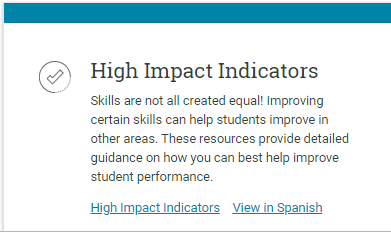 High Impact Indicators
Skills are not all created equal! Improving
certain skills can help students improve in
other areas. These resources provide detailed
guidance on how you can best help improve
student performance.
High Impact Indicators View in Spanish